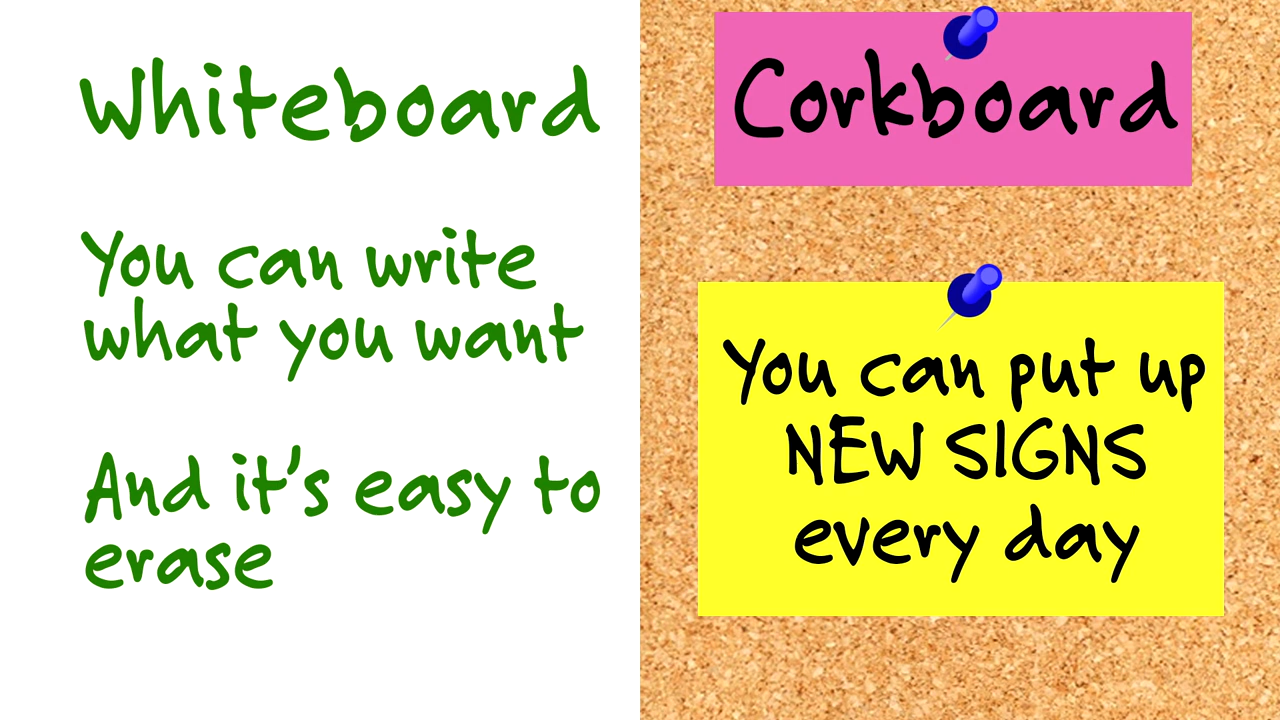 Whiteboard
You can write
what you want
And it's easy to
erase
Corkboard
You can put up
NEW SIGNS
every day